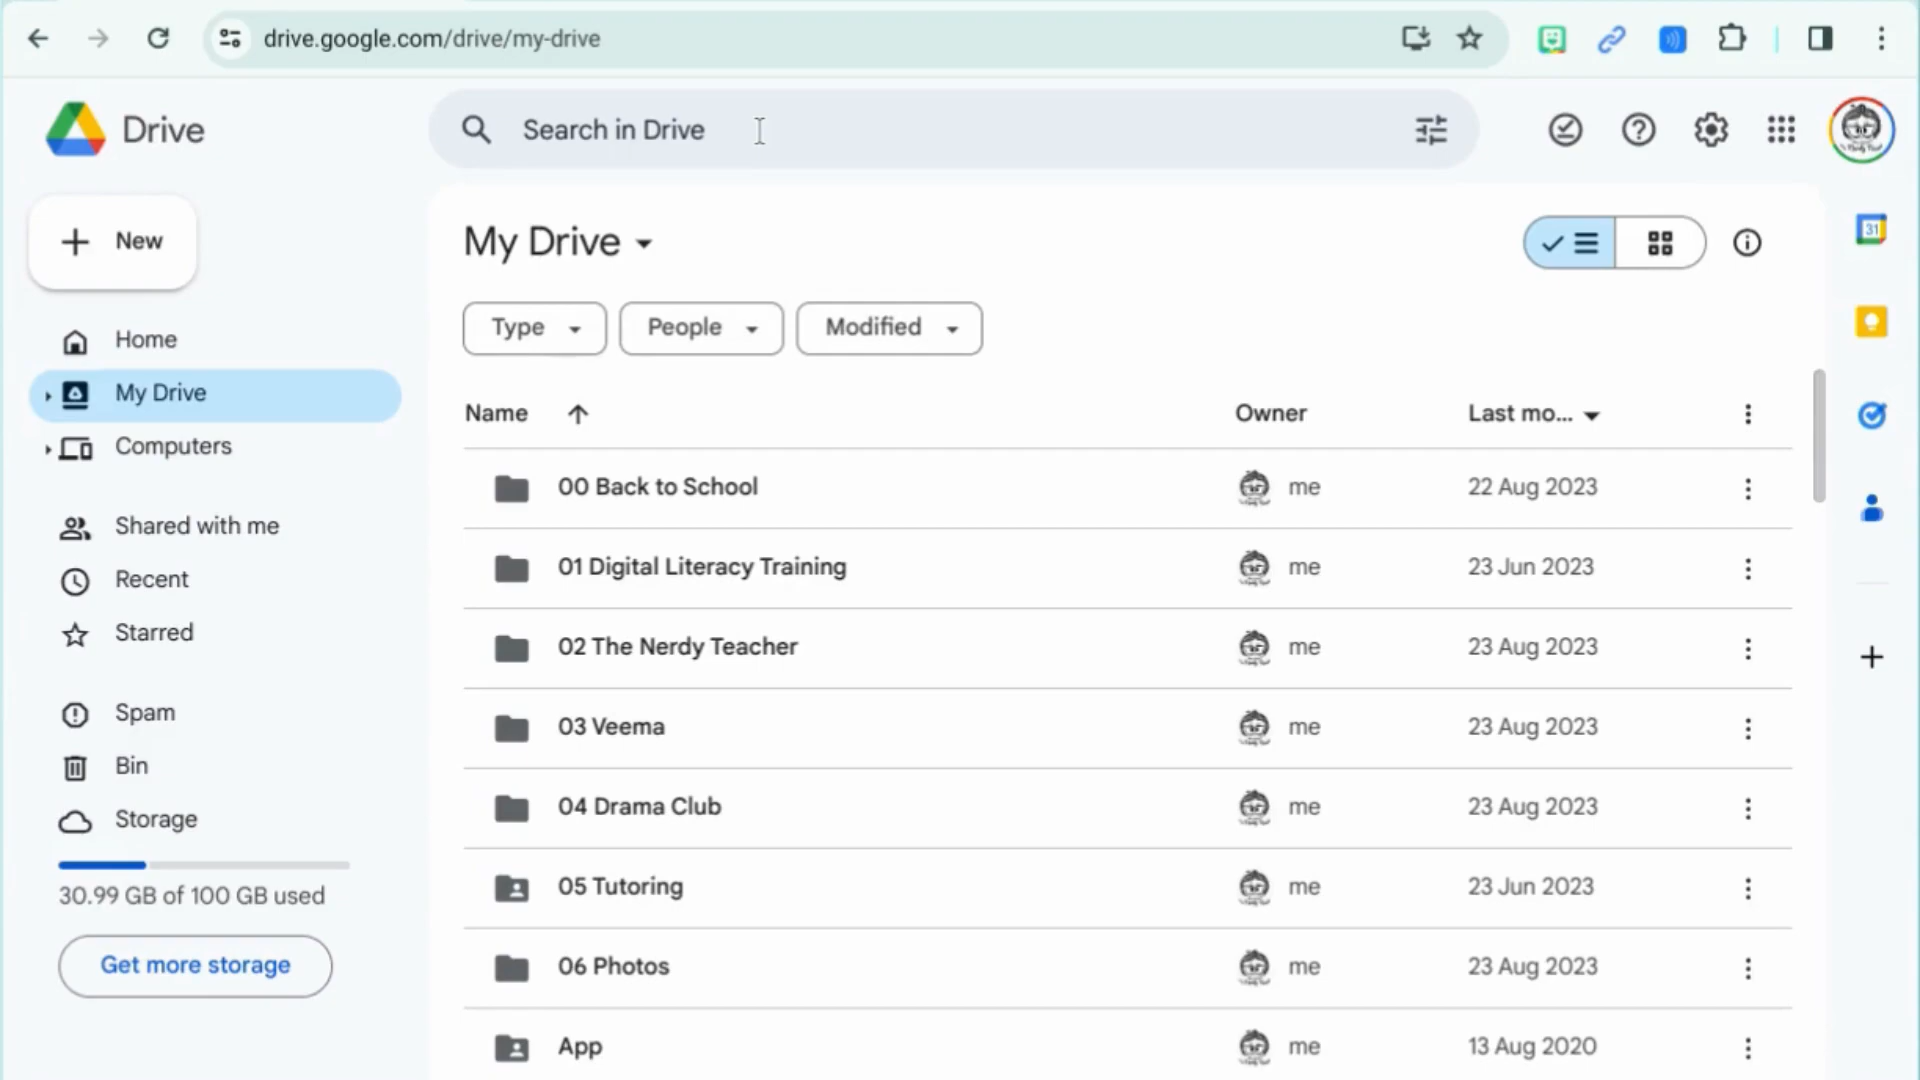 drive.google.com/drive/my-drive
Drive
Search in Drive
New
My Drive
Type
People
Modified
Home
My Drive
Computers
Shared with me
Recent
Starred
Spam
Bin
Storage
30.99 GB of 100 GB used
Get more storage
Name Owner Last mo...
00 Back to School me 22 Aug 2023
01 Digital Literacy Training me 23 Jun 2023
02 The Nerdy Teacher me 23 Aug 2023
03 Veema me 23 Aug 2023
04 Drama Club me 23 Aug 2023
05 Tutoring me 23 Jun 2023
06 Photos me 23 Aug 2023
App me 13 Aug 2020
31